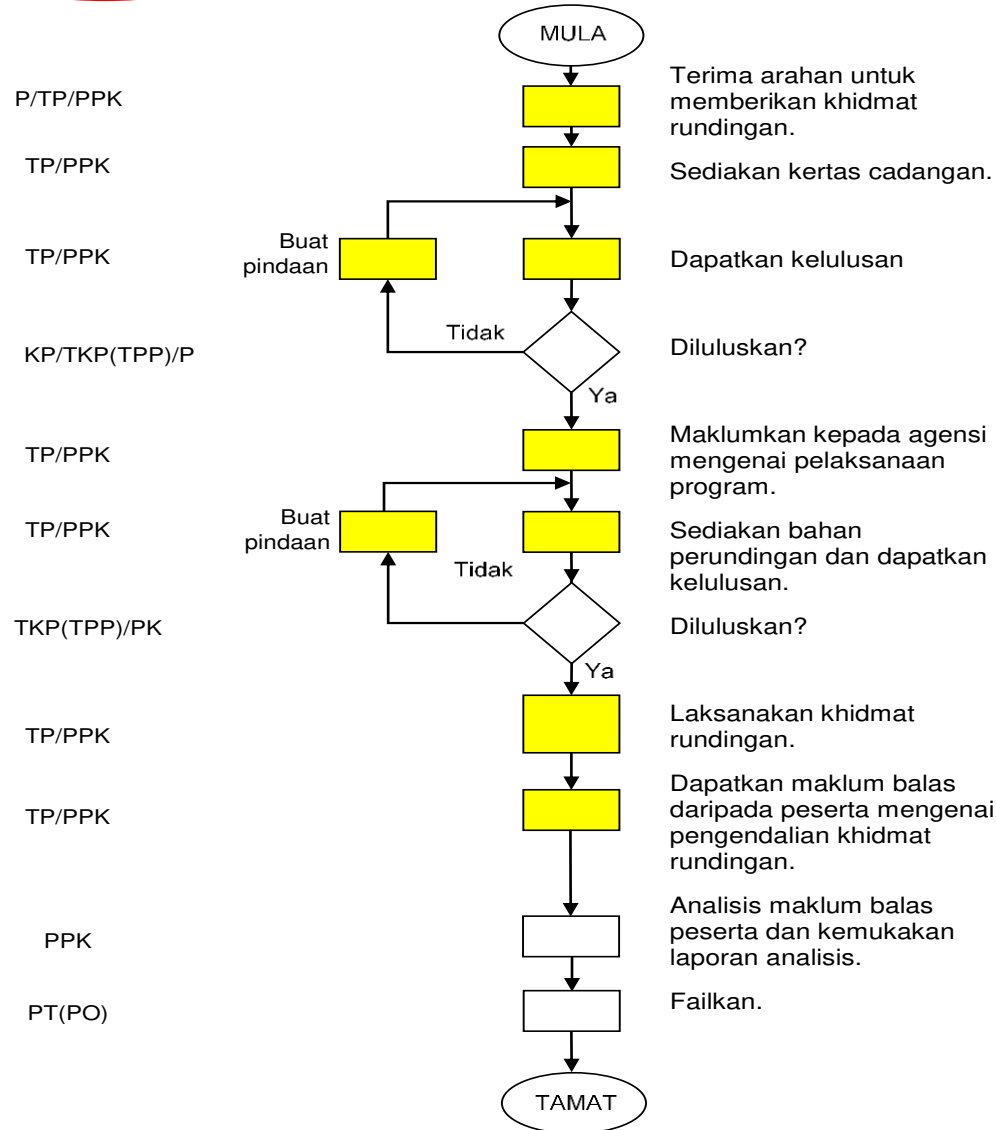 MULA
P/TP/PPK
Terima arahan untuk
memberikan khidmat
rundingan.
TP/PPK
Sediakan kertas cadangan.
TP/PPK
Buat
pindaan
Dapatkan kelulusan
KP/TKP(TPP)/P
Tidak
Diluluskan?
Ya
TP/PPK
Maklumkan kepada agensi
mengenai pelaksanaan
program.
TP/PPK
Buat
pindaan
Sediakan bahan
perundingan dan dapatkan
kelulusan.
Tidak
TKP(TPP)/PK
Diluluskan?
Ya
TP/PPK
Laksanakan khidmat
rundingan.
TP/PPK
Dapatkan maklum balas
daripada peserta mengenai
pengendalian khidmat
rundingan.
PPK
Analisis maklum balas
peserta dan kemukakan
laporan analisis.
PT(PO)
Failkan.
TAMAT